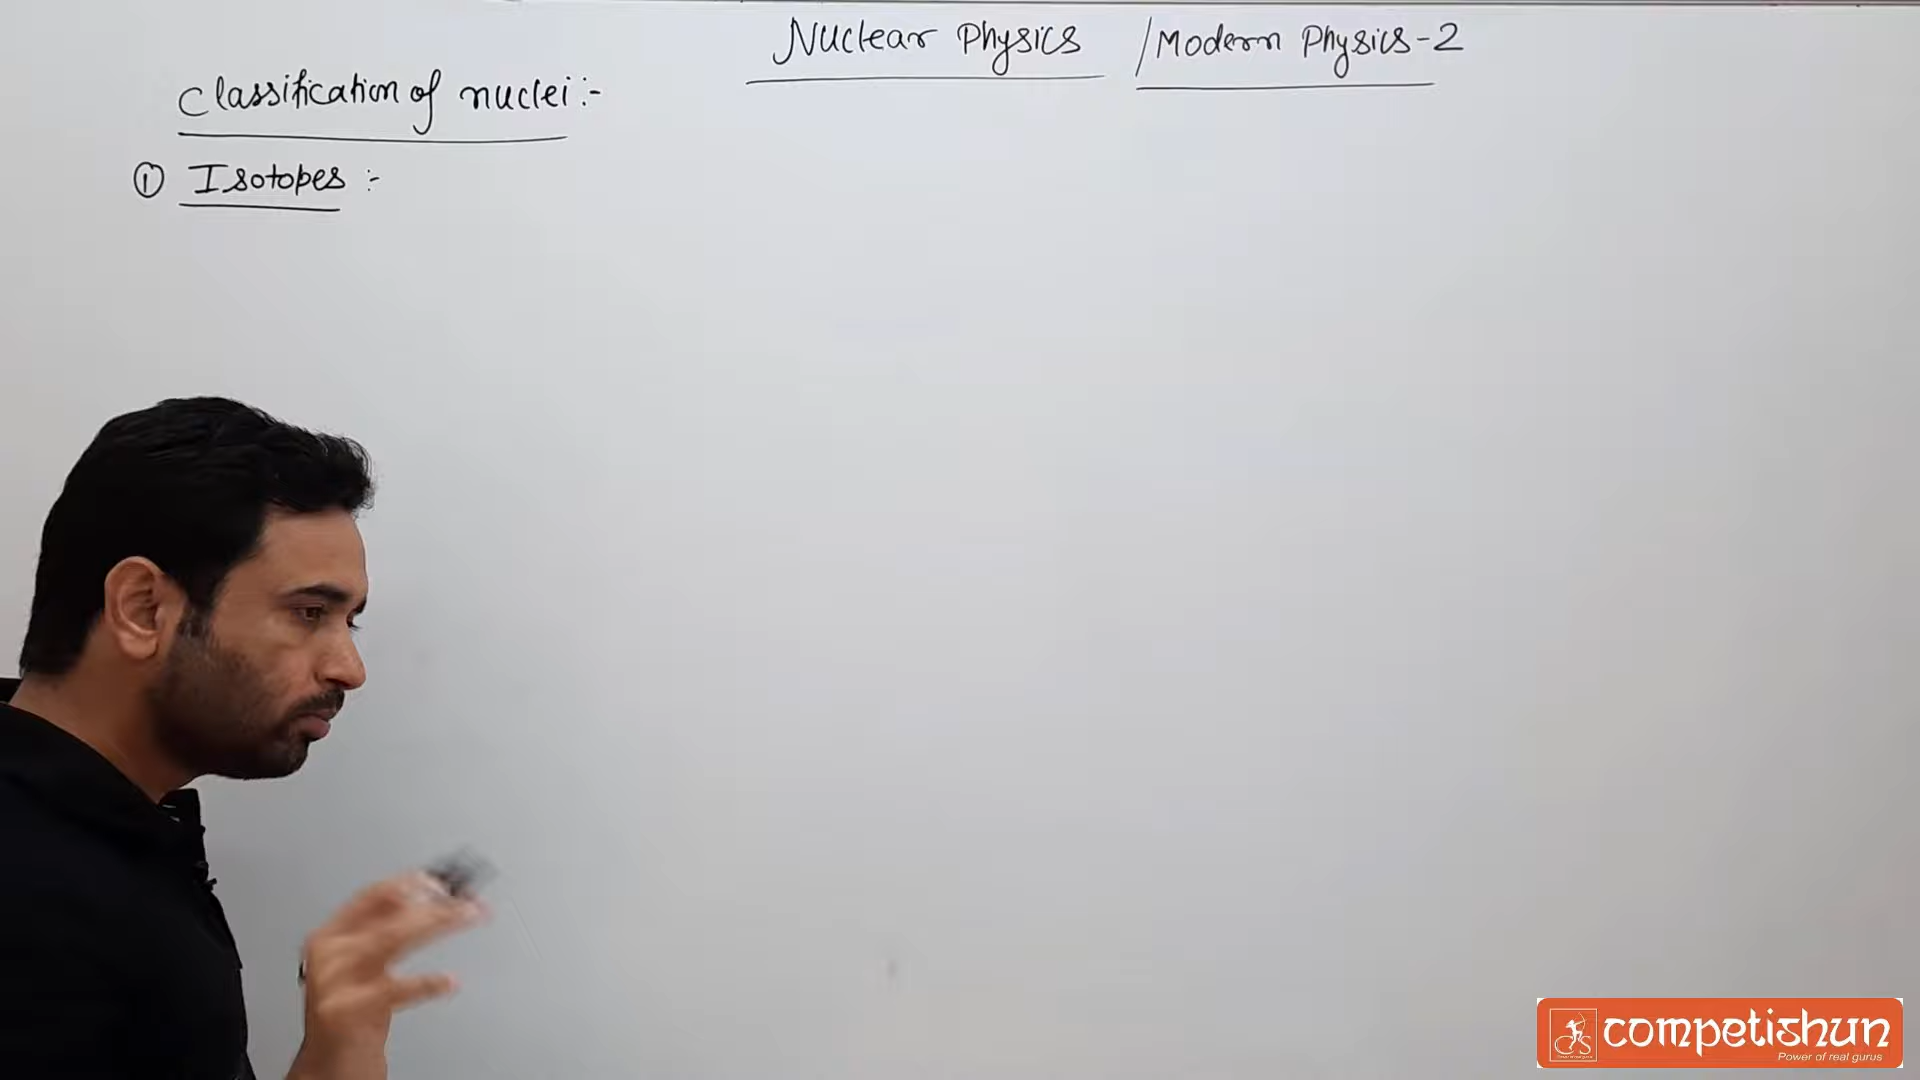 Nuclear Physics / Modern Physics-2
Classification of nuclei :-
① Isotopes :-
competishun
Power of real gurus